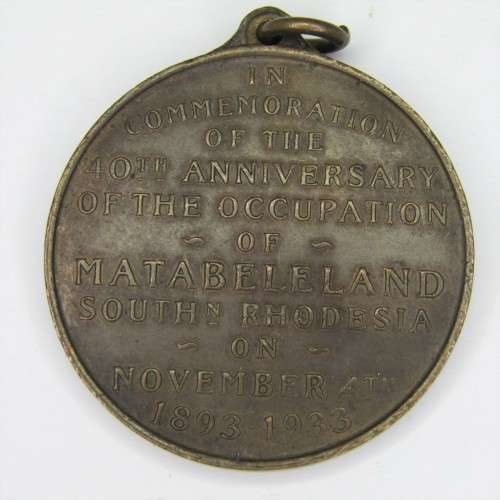 IN
COMMEMORATION
OF THE
40TH ANNIVERSARY
OF THE OCCUPATION
~ OF ~
MATABELELAND
SOUTHN RHODESIA
~ ON ~
NOVEMBER 4TH
1893-1933